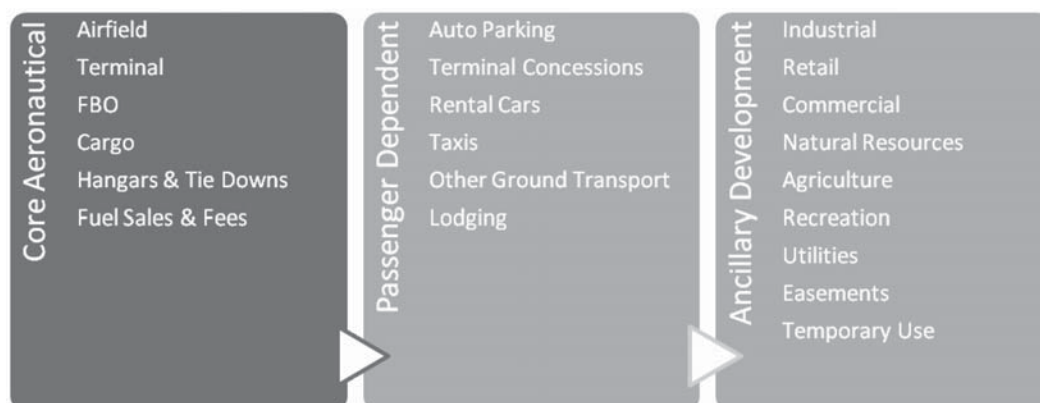 Core Aeronautical
Airfield
Terminal
FBO
Cargo
Hangars & Tie Downs
Fuel Sales & Fees
Passenger Dependent
Auto Parking
Terminal Concessions
Rental Cars
Taxis
Other Ground Transport
Lodging
Ancillary Development
Industrial
Retail
Commercial
Natural Resources
Agriculture
Recreation
Utilities
Easements
Temporary Use